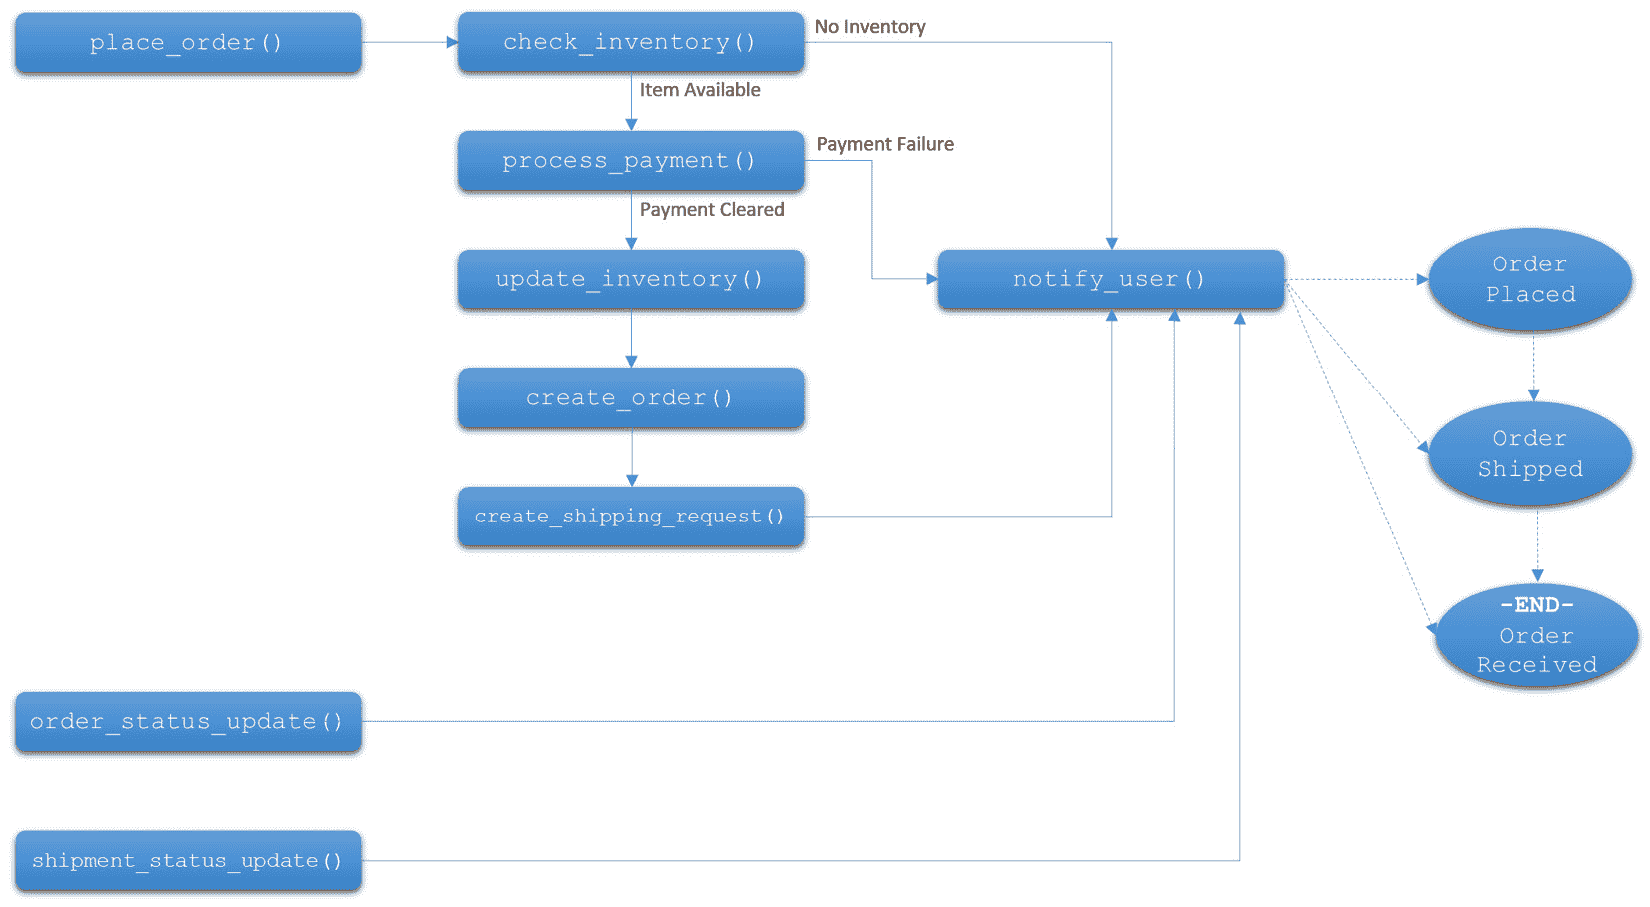 place_order()
check_inventory()
No Inventory
Item Available
process_payment()
Payment Failure
Payment Cleared
update_inventory()
notify_user()
Order
Placed
create_order()
Order
Shipped
create_shipping_request()
-END-
Order
Received
order_status_update()
shipment_status_update()